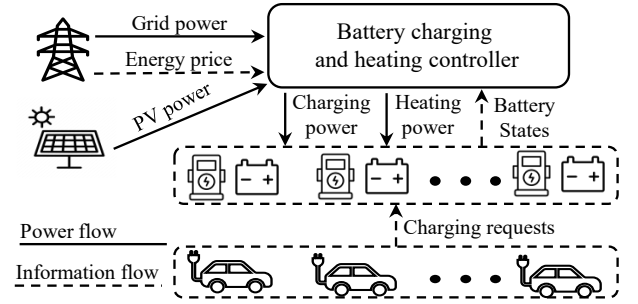 Grid power
Energy price
PV power
Battery charging
and heating controller
Charging
power
Heating
power
Battery
States
Charging requests
Power flow
Information flow